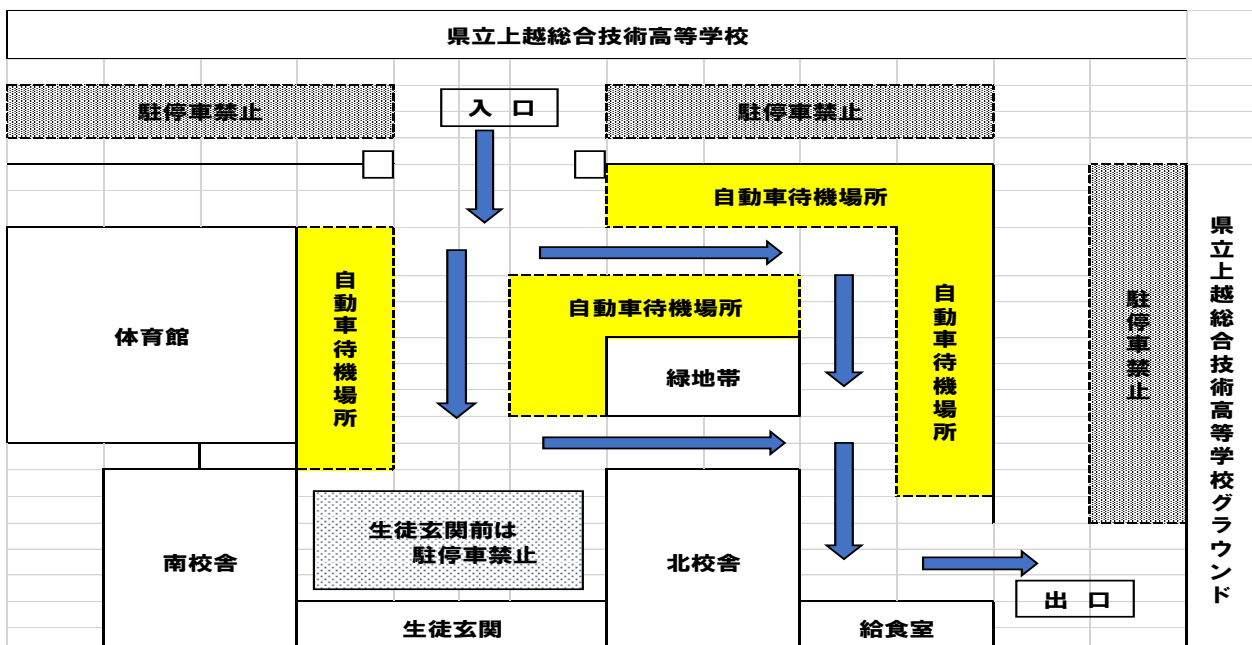 県立上越総合技術高等学校
駐停車禁止
入 口
駐停車禁止
自動車待機場所
自動車待機場所
自動車待機場所
自動車待機場所
駐停車禁止
県立上越総合技術高等学校グラウンド
体育館
緑地帯
生徒玄関前は
駐停車禁止
南校舎
北校舎
出 口
生徒玄関
給食室